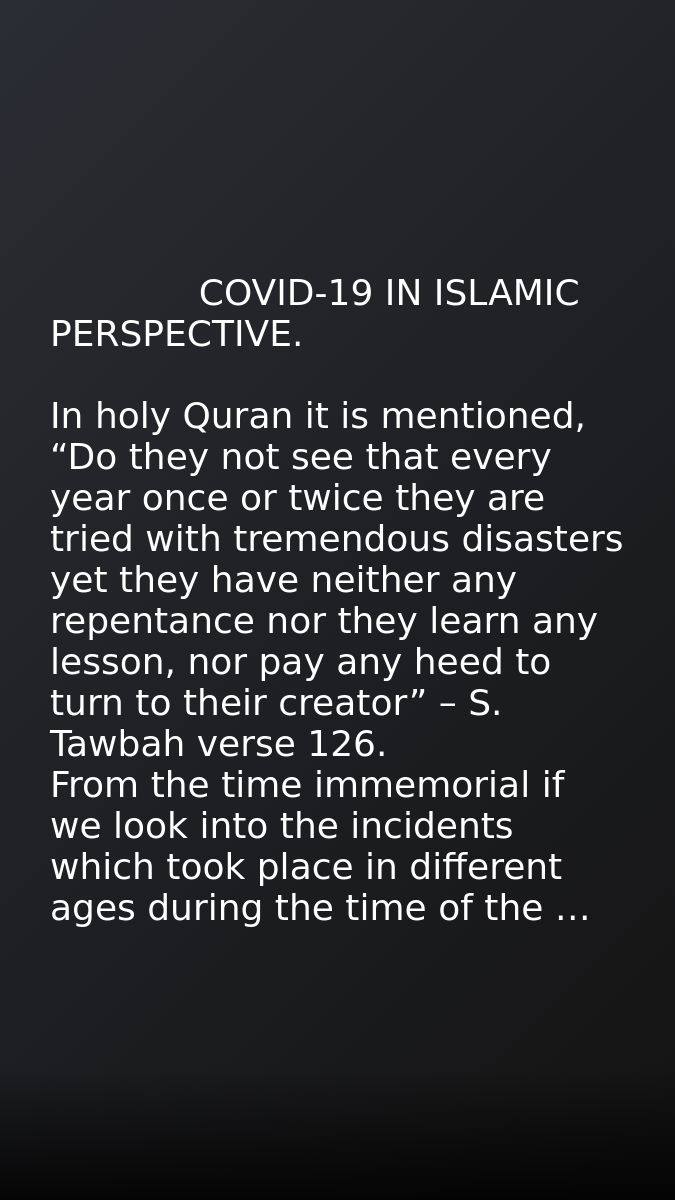 COVID-19 IN ISLAMIC
PERSPECTIVE.
In holy Quran it is mentioned,
“Do they not see that every
year once or twice they are
tried with tremendous disasters
yet they have neither any
repentance nor they learn any
lesson, nor pay any heed to
turn to their creator” – S.
Tawbah verse 126.
From the time immemorial if
we look into the incidents
which took place in different
ages during the time of the ...